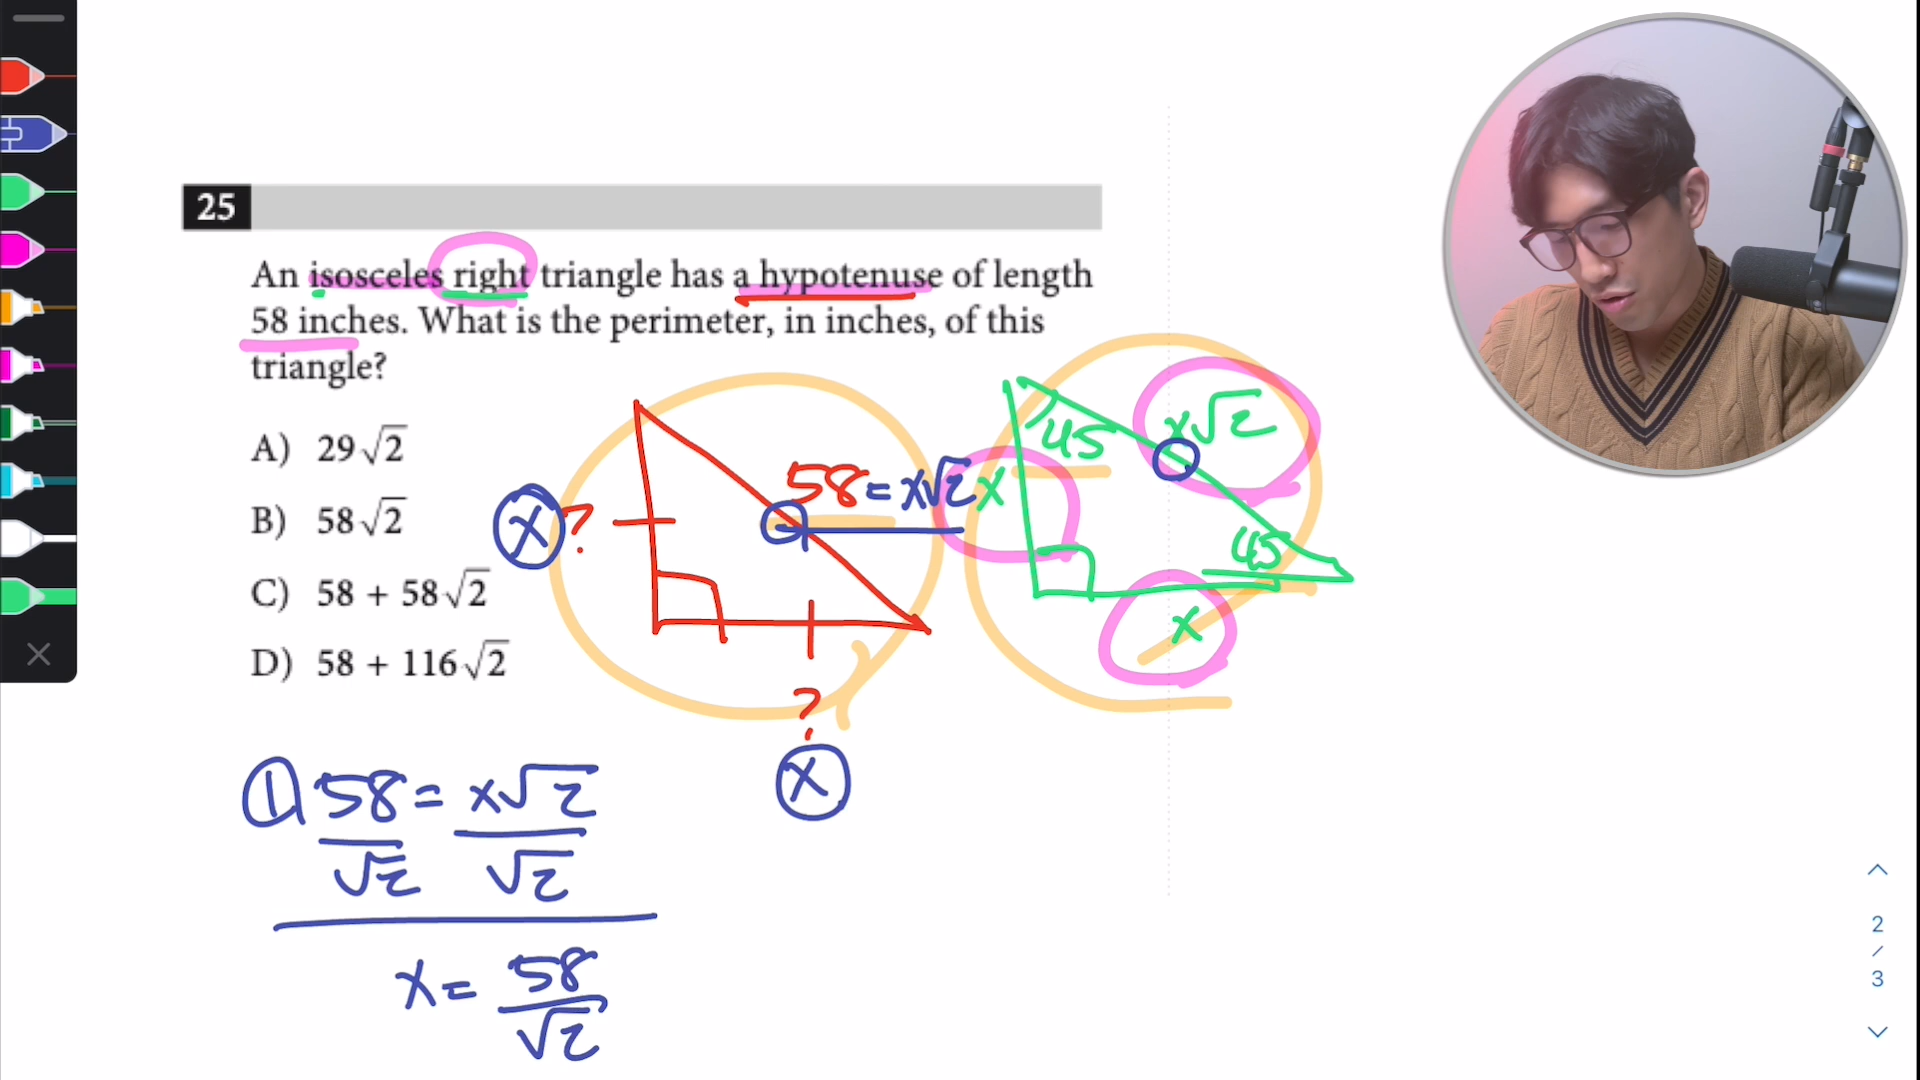 25
An isosceles right triangle has a hypotenuse of length
58 inches. What is the perimeter, in inches, of this
triangle?
A) 29√2
B) 58√2
C) 58 + 58√2
D) 58 + 116√2
x ?
58 = x√2
?
x
45
x√2
x
45
x
① 58 = x√2
√2 √2
x = 58
√2
2
/
3